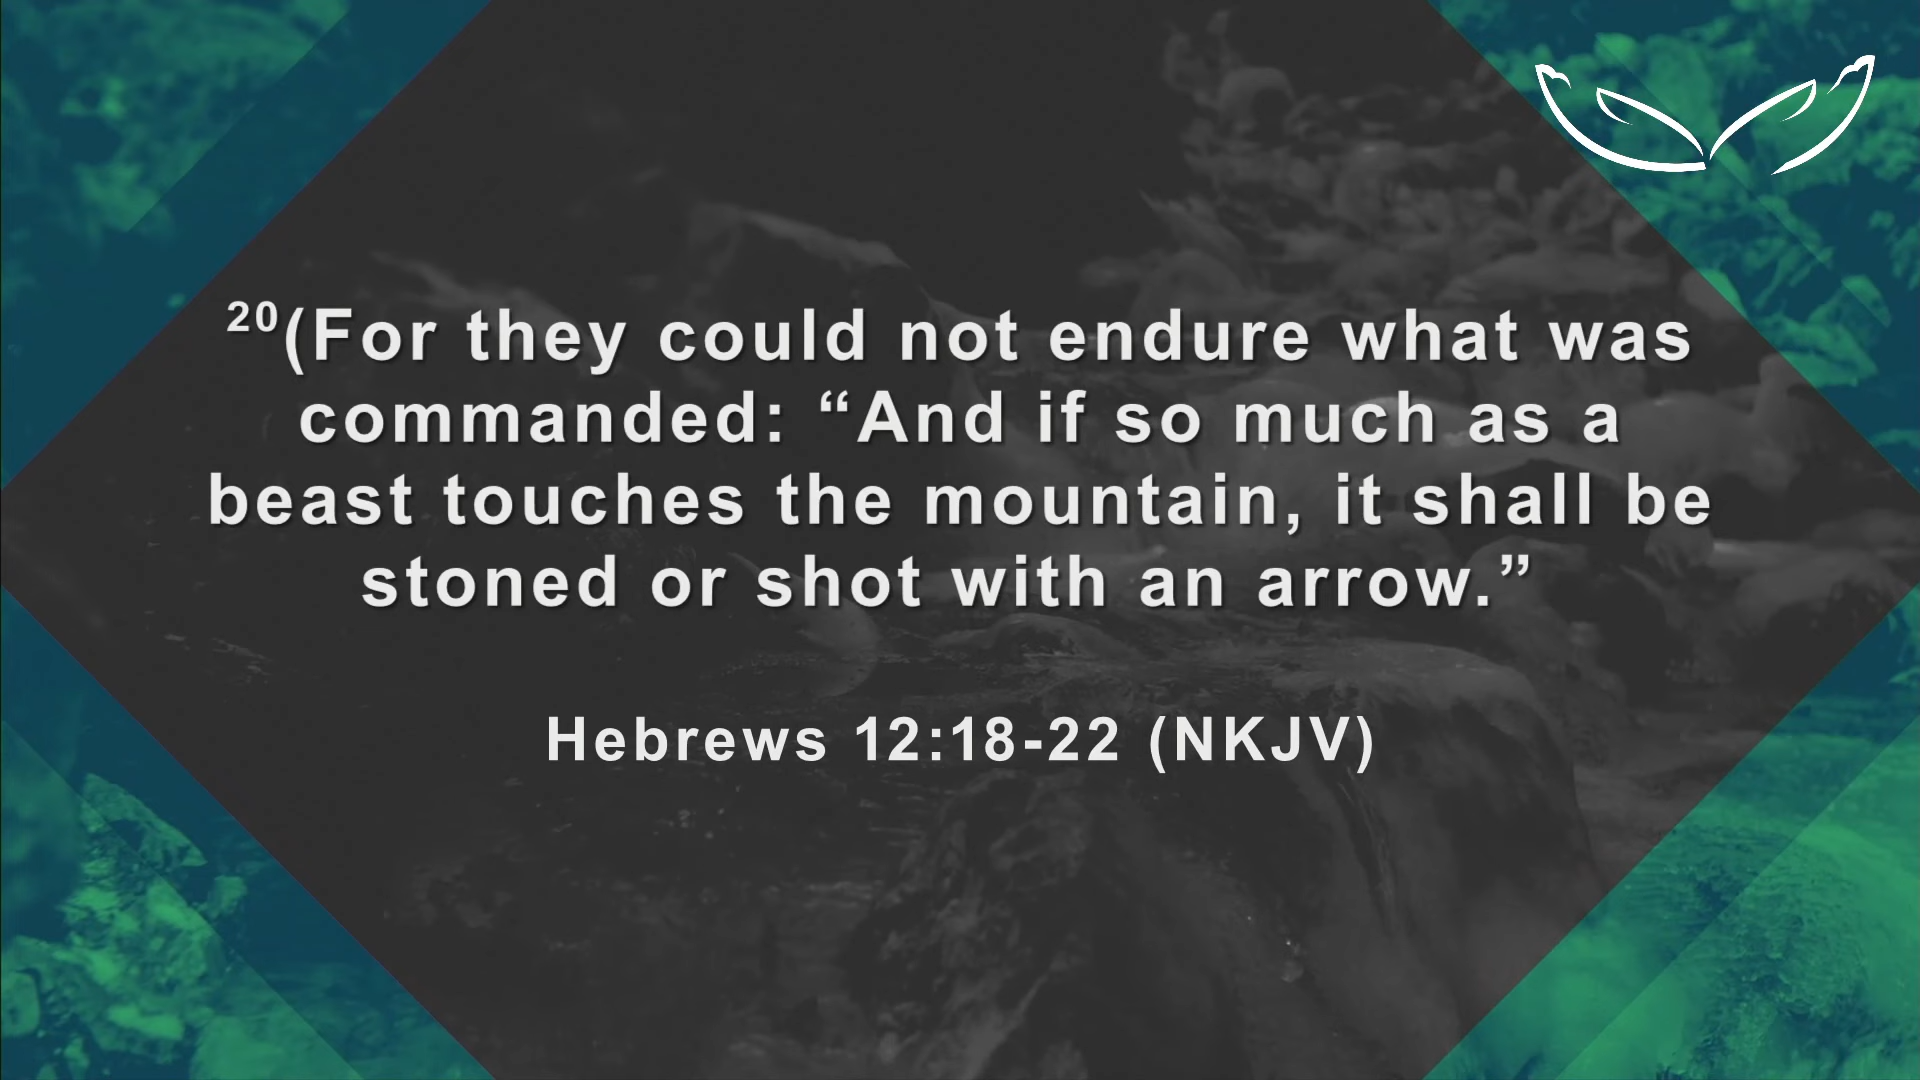 20(For they could not endure what was
commanded: “And if so much as a
beast touches the mountain, it shall be
stoned or shot with an arrow.”
Hebrews 12:18-22 (NKJV)